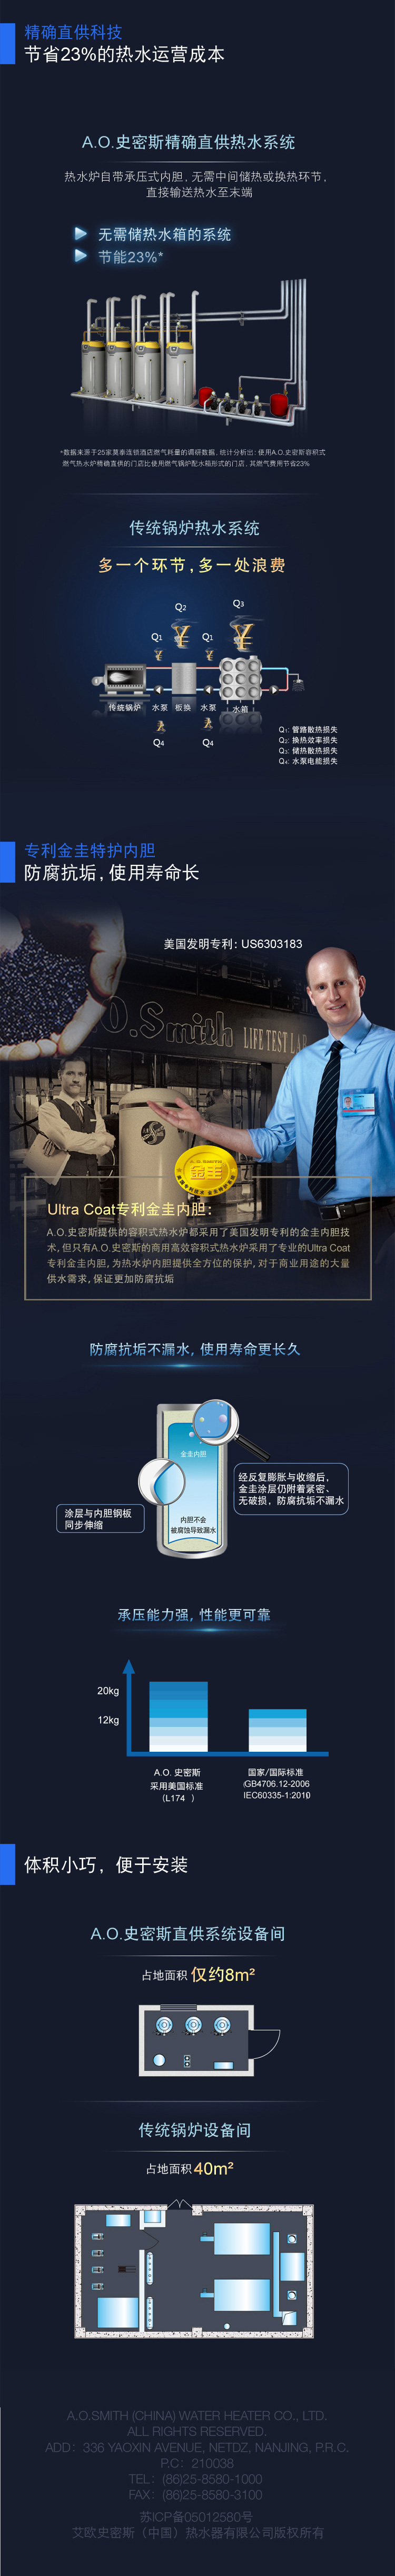 精确直供科技
节省23%的热水运营成本
A.O.史密斯精确直供热水系统
热水炉自带承压式内胆，无需中间储热或换热环节，
直接输送热水至末端
无需储热水箱的系统
节能23%*
*数据来源于25家莫泰连锁酒店燃气耗量的调研数据，统计分析出：使用A.O.史密斯容积式
燃气热水炉精确直供的门店比使用燃气锅炉配水箱形式的门店，其燃气费用节省23%
传统锅炉热水系统
多一个环节，多一处浪费
Q3
Q2
Q1 Q1
传统锅炉 水泵 板换 水泵 水箱
Q4 Q4
Q1: 管路散热损失
Q2: 换热效率损失
Q3: 储热散热损失
Q4: 水泵电能损失
专利金圭特护内胆
防腐抗垢，使用寿命长
美国发明专利：US6303183
O.Smith LIFE TEST LAB
金圭
Ultra Coat专利金圭内胆：
A.O.史密斯提供的容积式热水炉都采用了美国发明专利的金圭内胆技
术，但只有A.O.史密斯的商用高效容积式热水炉采用了专业的Ultra Coat
专利金圭内胆，为热水炉内胆提供全方位的保护，对于商业用途的大量
供水需求，保证更加防腐抗垢
防腐抗垢不漏水，使用寿命更长久
金圭内胆
经反复膨胀与收缩后，
金圭涂层仍附着紧密、
无破损，防腐抗垢不漏水
涂层与内胆钢板
同步伸缩
内胆不会
被腐蚀导致漏水
承压能力强，性能更可靠
20kg
12kg
A.O. 史密斯
采用美国标准
（L174 ）
国家/国际标准
(GB4706.12-2006
IEC60335-1:2010)
体积小巧，便于安装
A.O.史密斯直供系统设备间
占地面积 仅约8m²
传统锅炉设备间
占地面积40m²
A.O.SMITH (CHINA) WATER HEATER CO., LTD.
ALL RIGHTS RESERVED.
ADD：336 YAOXIN AVENUE, NETDZ, NANJING, P.R.C.
P.C：210038
TEL：(86)25-8580-1000
FAX：(86)25-8580-3100
苏ICP备05012580号
艾欧史密斯（中国）热水器有限公司版权所有